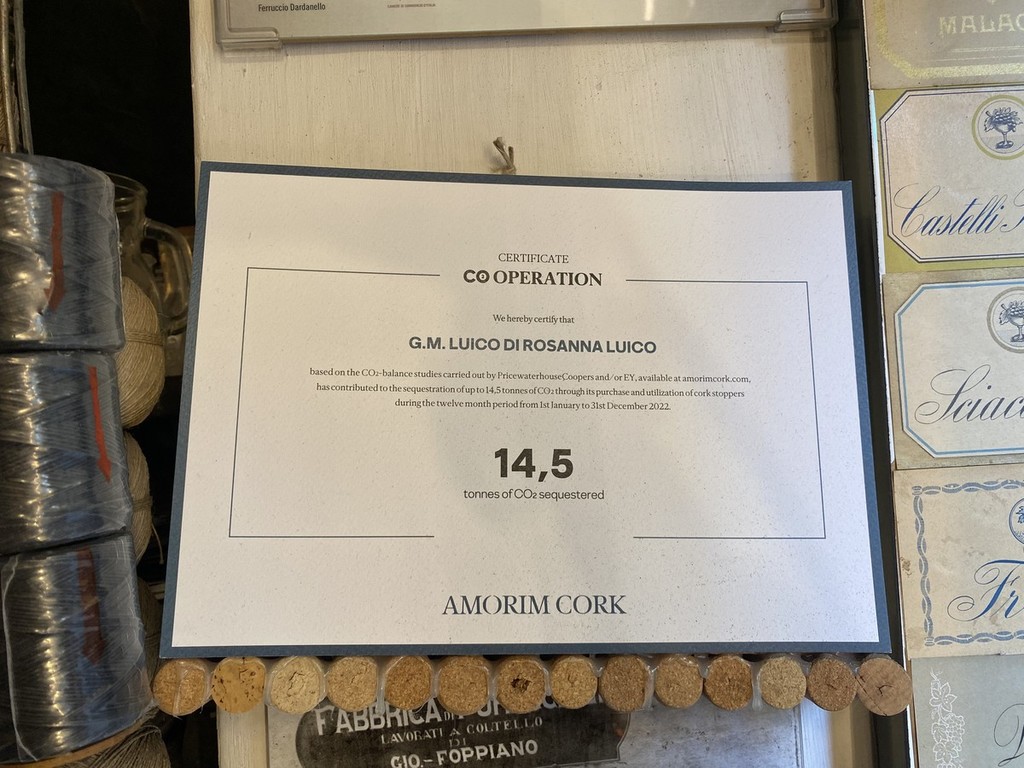 Ferruccio Dardanello
CERTIFICATE
CO2OPERATION
We hereby certify that
G.M. LUICO DI ROSANNA LUICO
based on the CO₂-balance studies carried out by PricewaterhouseCoopers and/or EY, available at amorimcork.com,
has contributed to the sequestration of up to 14,5 tonnes of CO₂ through its purchase and utilization of cork stoppers
during the twelve month period from 1st January to 31st December 2022.
14,5
tonnes of CO₂ sequestered
AMORIM CORK
FABBRICA
LAVORATI A COLTELLO
DI
GIO.- FOPPIANO
MALAG
Castelli
Sciac
Fr